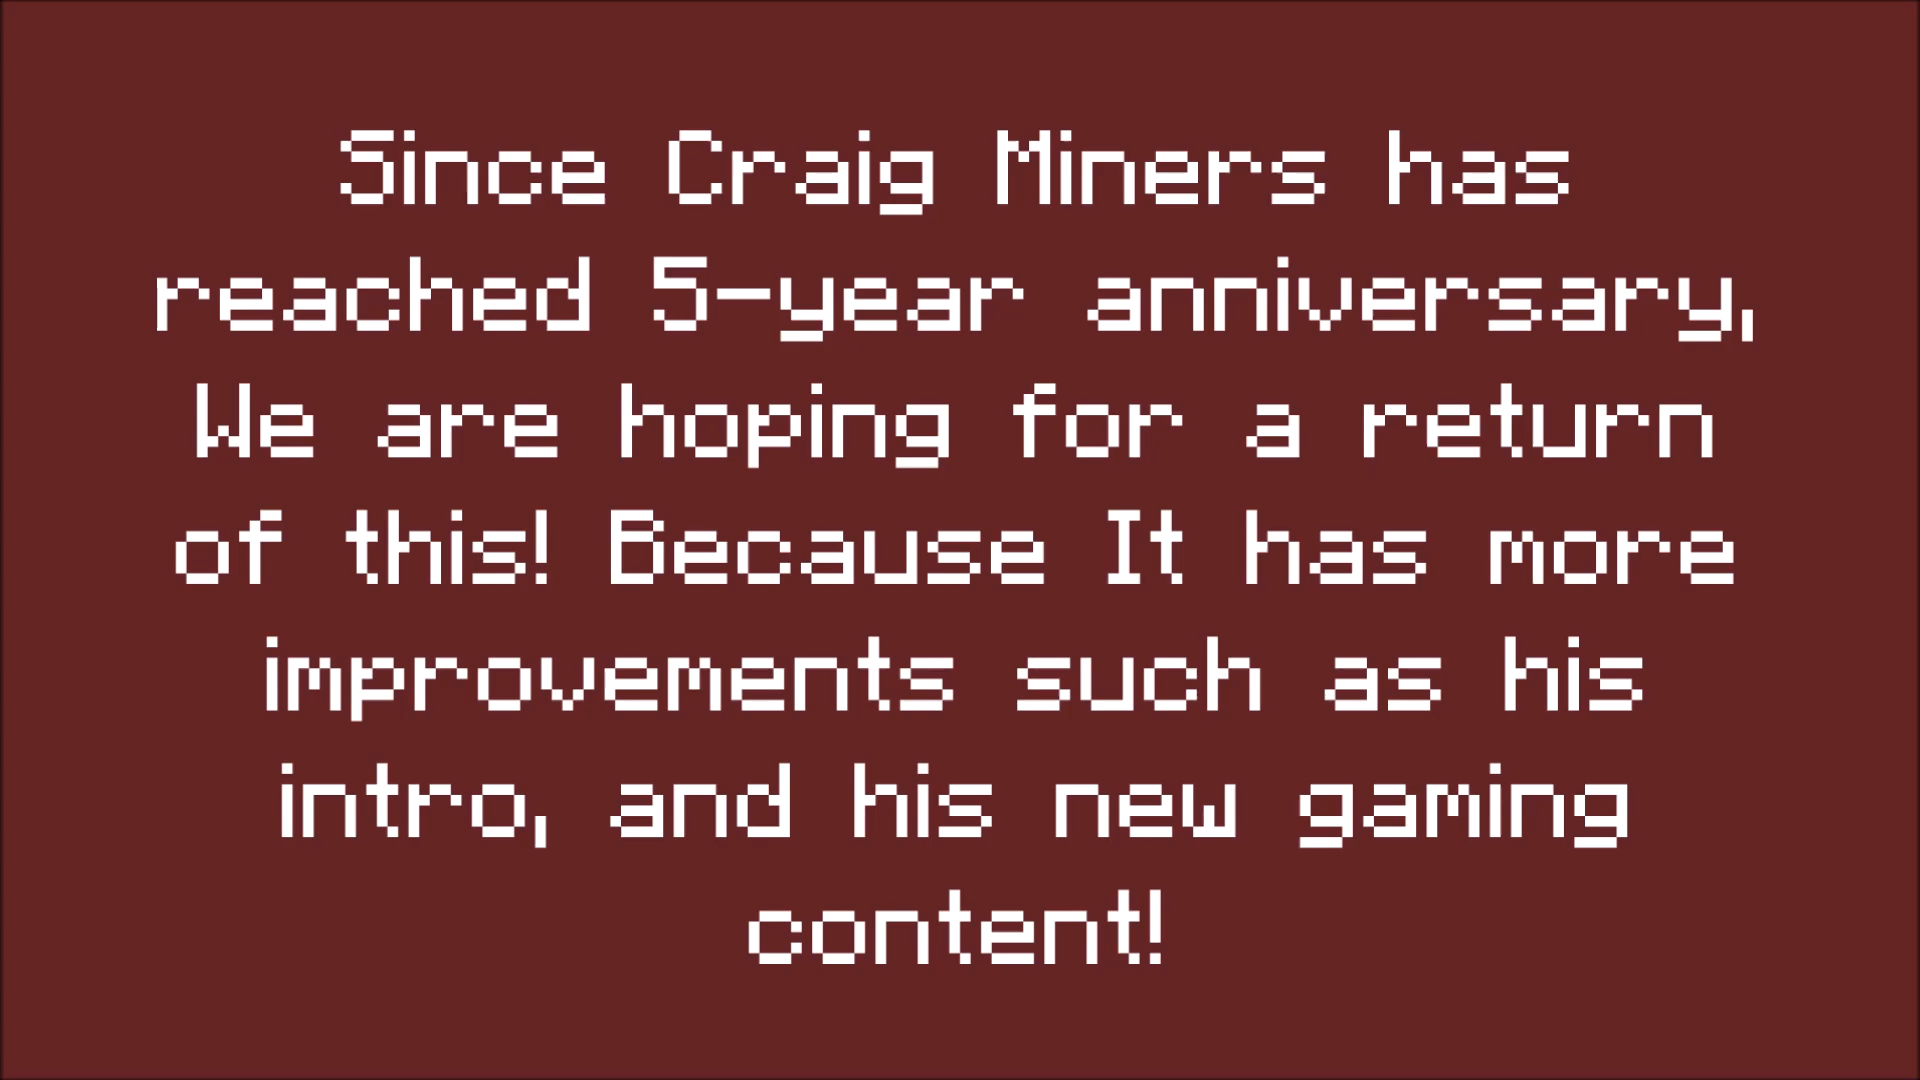 Since Craig Miners has
reached 5-year anniversary,
We are hoping for a return
of this! Because It has more
improvements such as his
intro, and his new gaming
content!